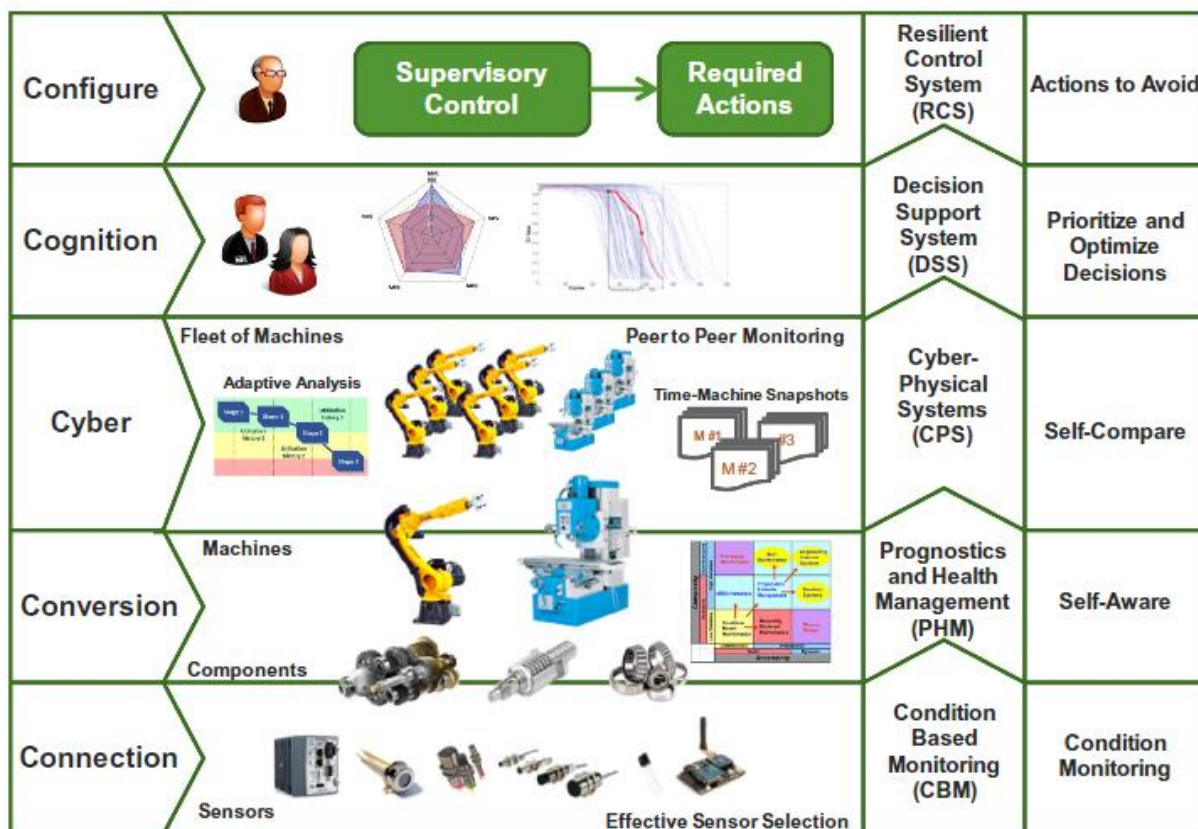 Configure
Supervisory
Control
Required
Actions
Resilient
Control
System
(RCS)
Actions to Avoid
Cognition
Decision
Support
System
(DSS)
Prioritize and
Optimize
Decisions
Cyber
Fleet of Machines
Peer to Peer Monitoring
Adaptive Analysis
Time-Machine Snapshots
M #1
#3
M #2
Cyber-
Physical
Systems
(CPS)
Self-Compare
Conversion
Machines
Components
Prognostics
and Health
Management
(PHM)
Self-Aware
Connection
Sensors
Effective Sensor Selection
Condition
Based
Monitoring
(CBM)
Condition
Monitoring